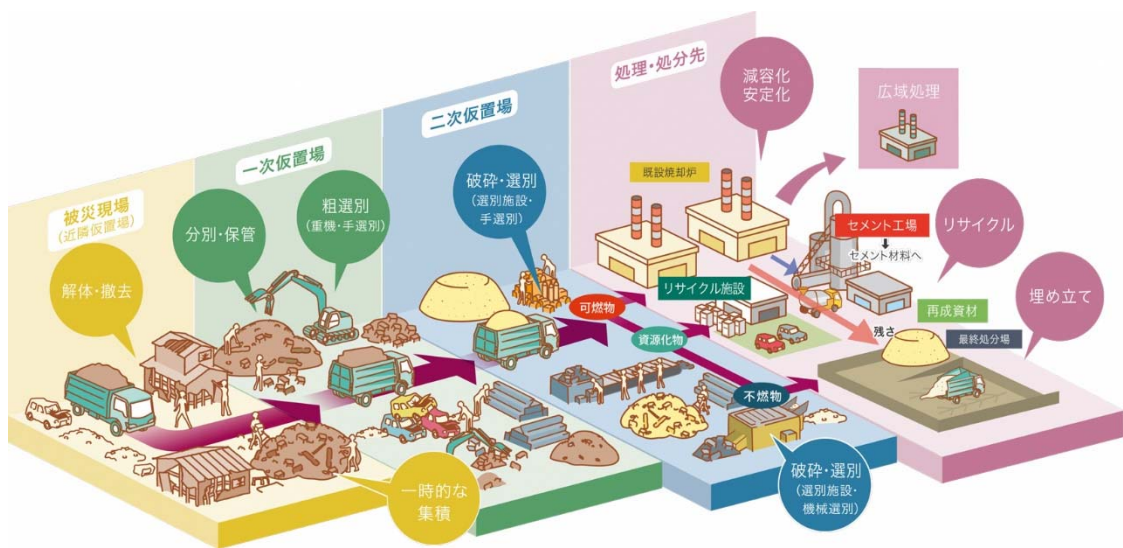 被災現場
(近隣仮置場)
解体・撤去
一時的な
集積
一次仮置場
分別・保管
粗選別
(重機・手選別)
二次仮置場
破砕・選別
(選別施設・
手選別)
可燃物
資源化物
不燃物
破砕・選別
(選別施設・
機械選別)
処理・処分先
減容化
安定化
広域処理
既設焼却炉
セメント工場
セメント材料へ
リサイクル
リサイクル施設
再成資材
残さ
最終処分場
埋め立て